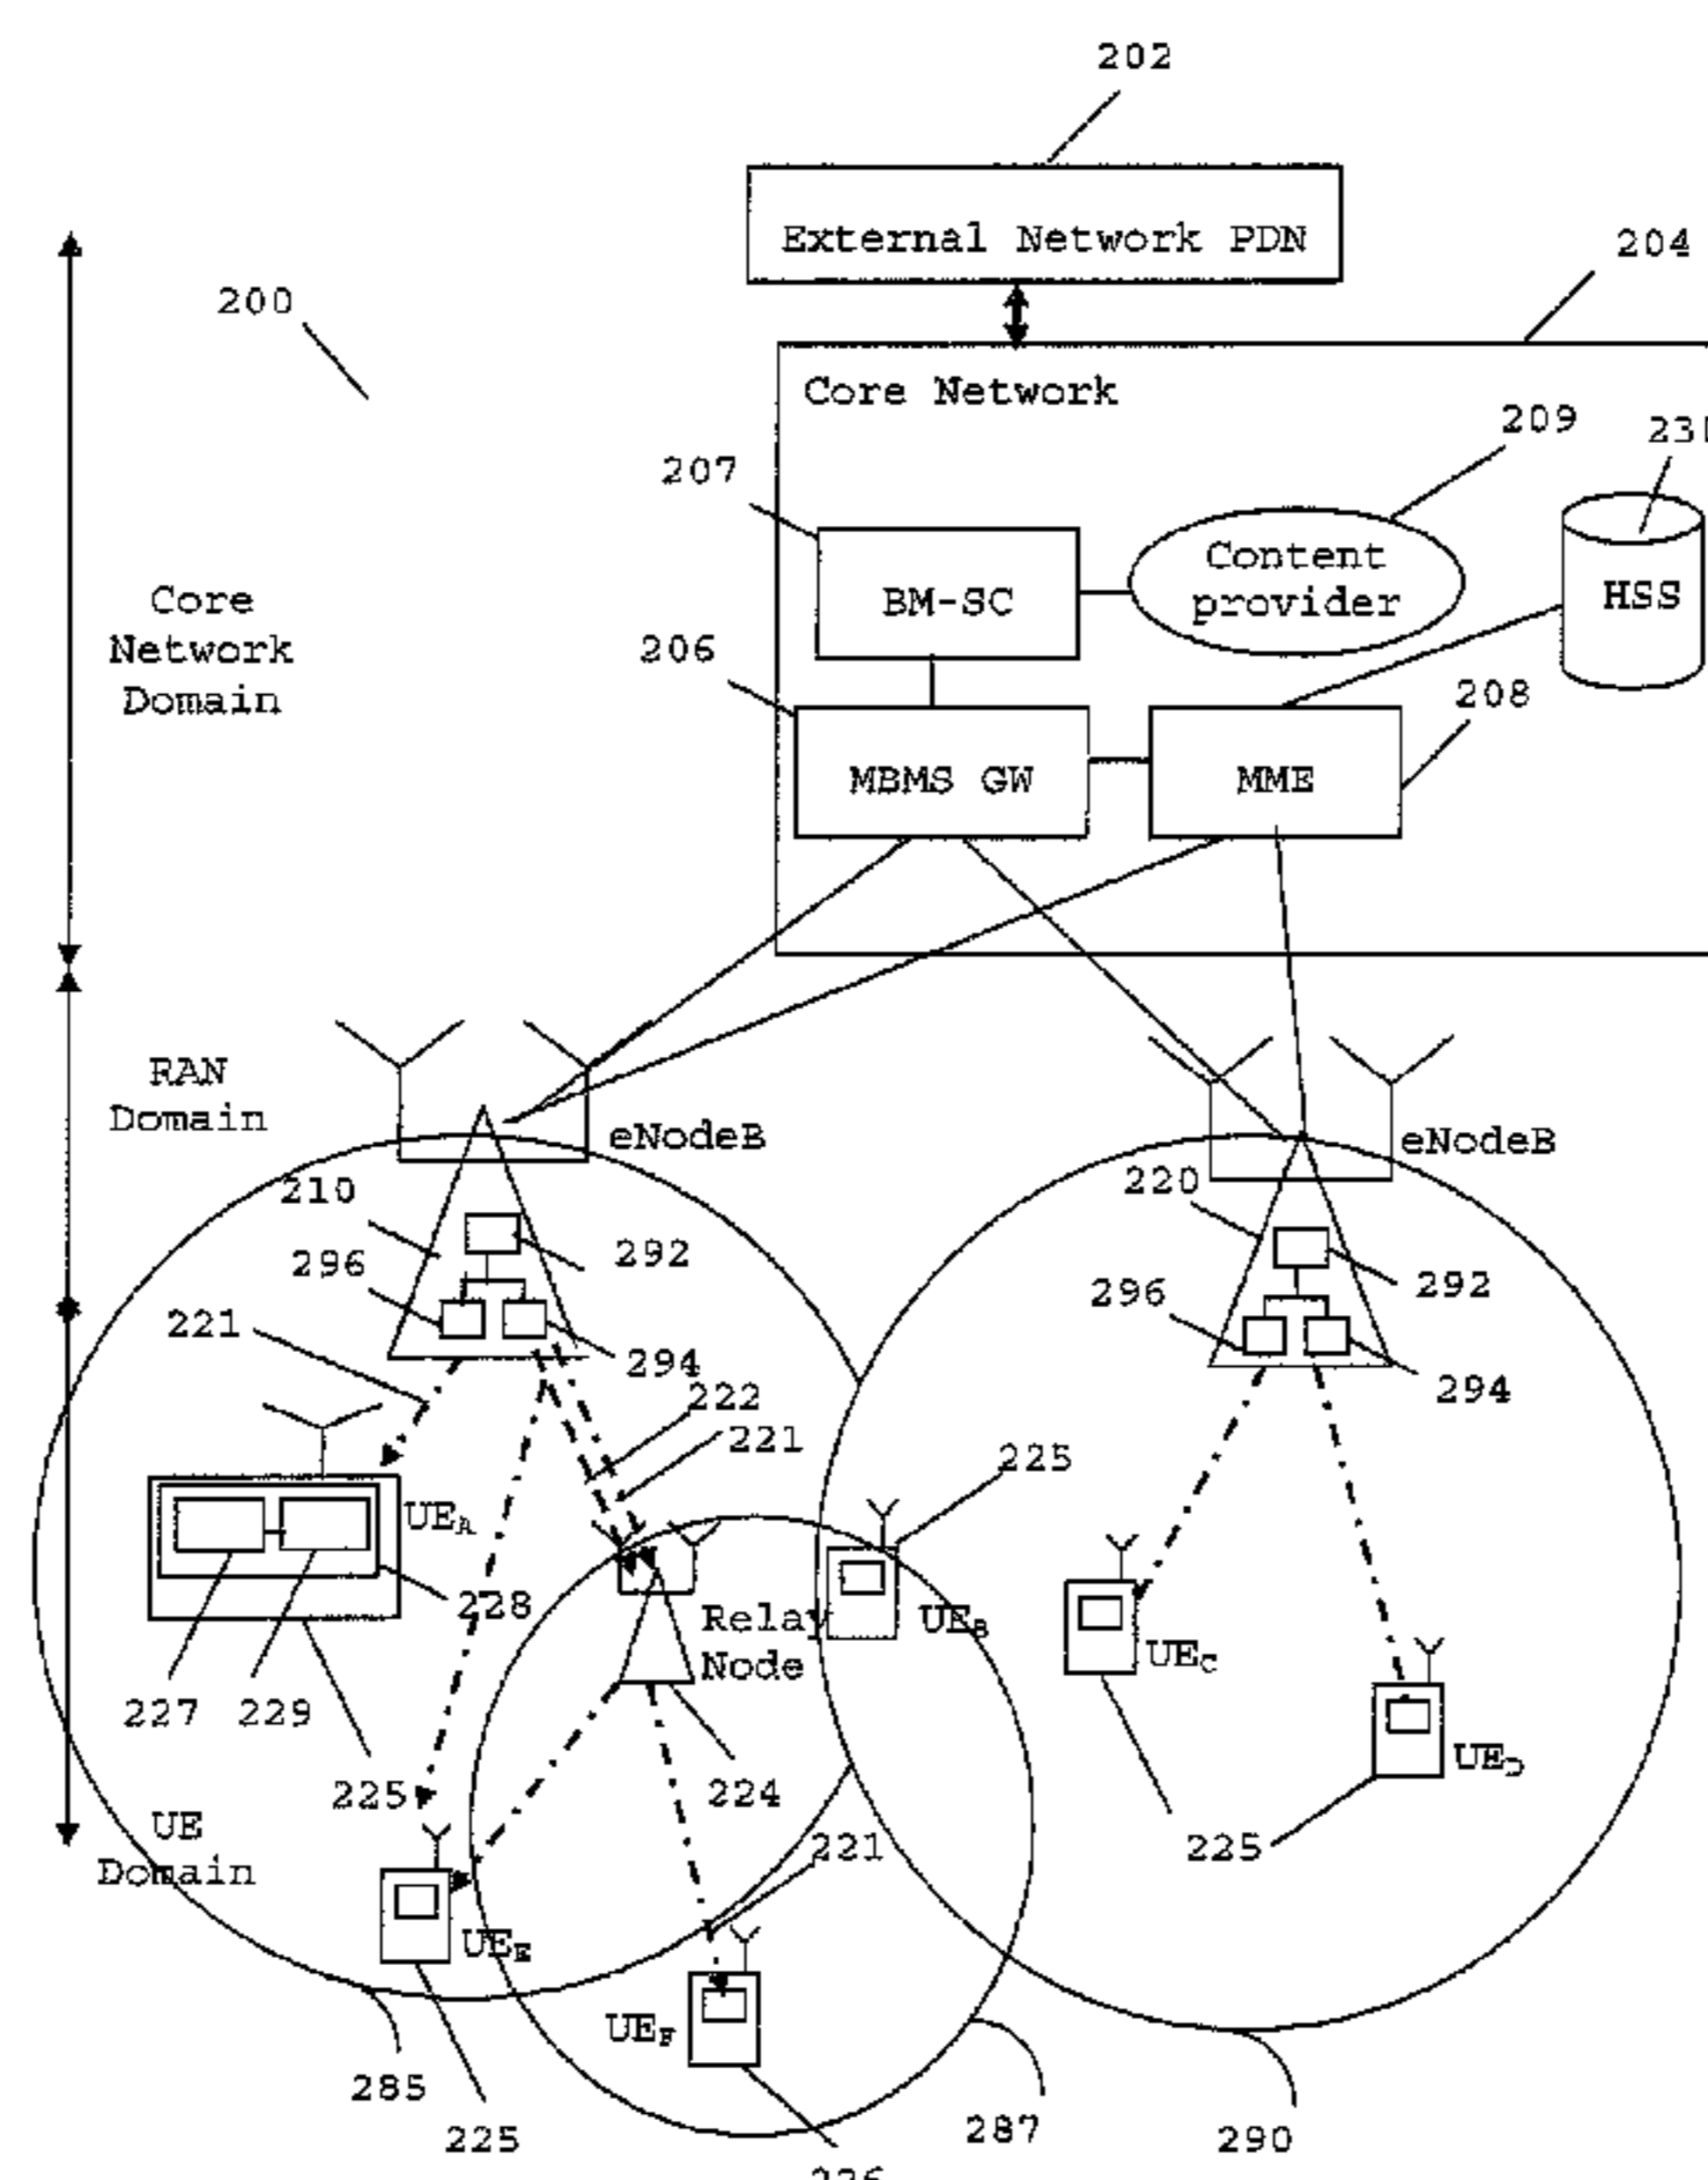 202
External Network PDN
204
200
Core Network
209
207
Content
provider
BM-SC
HSS
Core
Network
Domain
206
208
MBMS GW
MME
RAN
Domain
eNodeB
eNodeB
210
220
292
296
292
296
221
294
294
222
221
225
UEA
228
Relay
Node
UEB
UEC
227
229
UED
225
224
UE
Domain
221
225
UEE
UEF
285
225
287
290